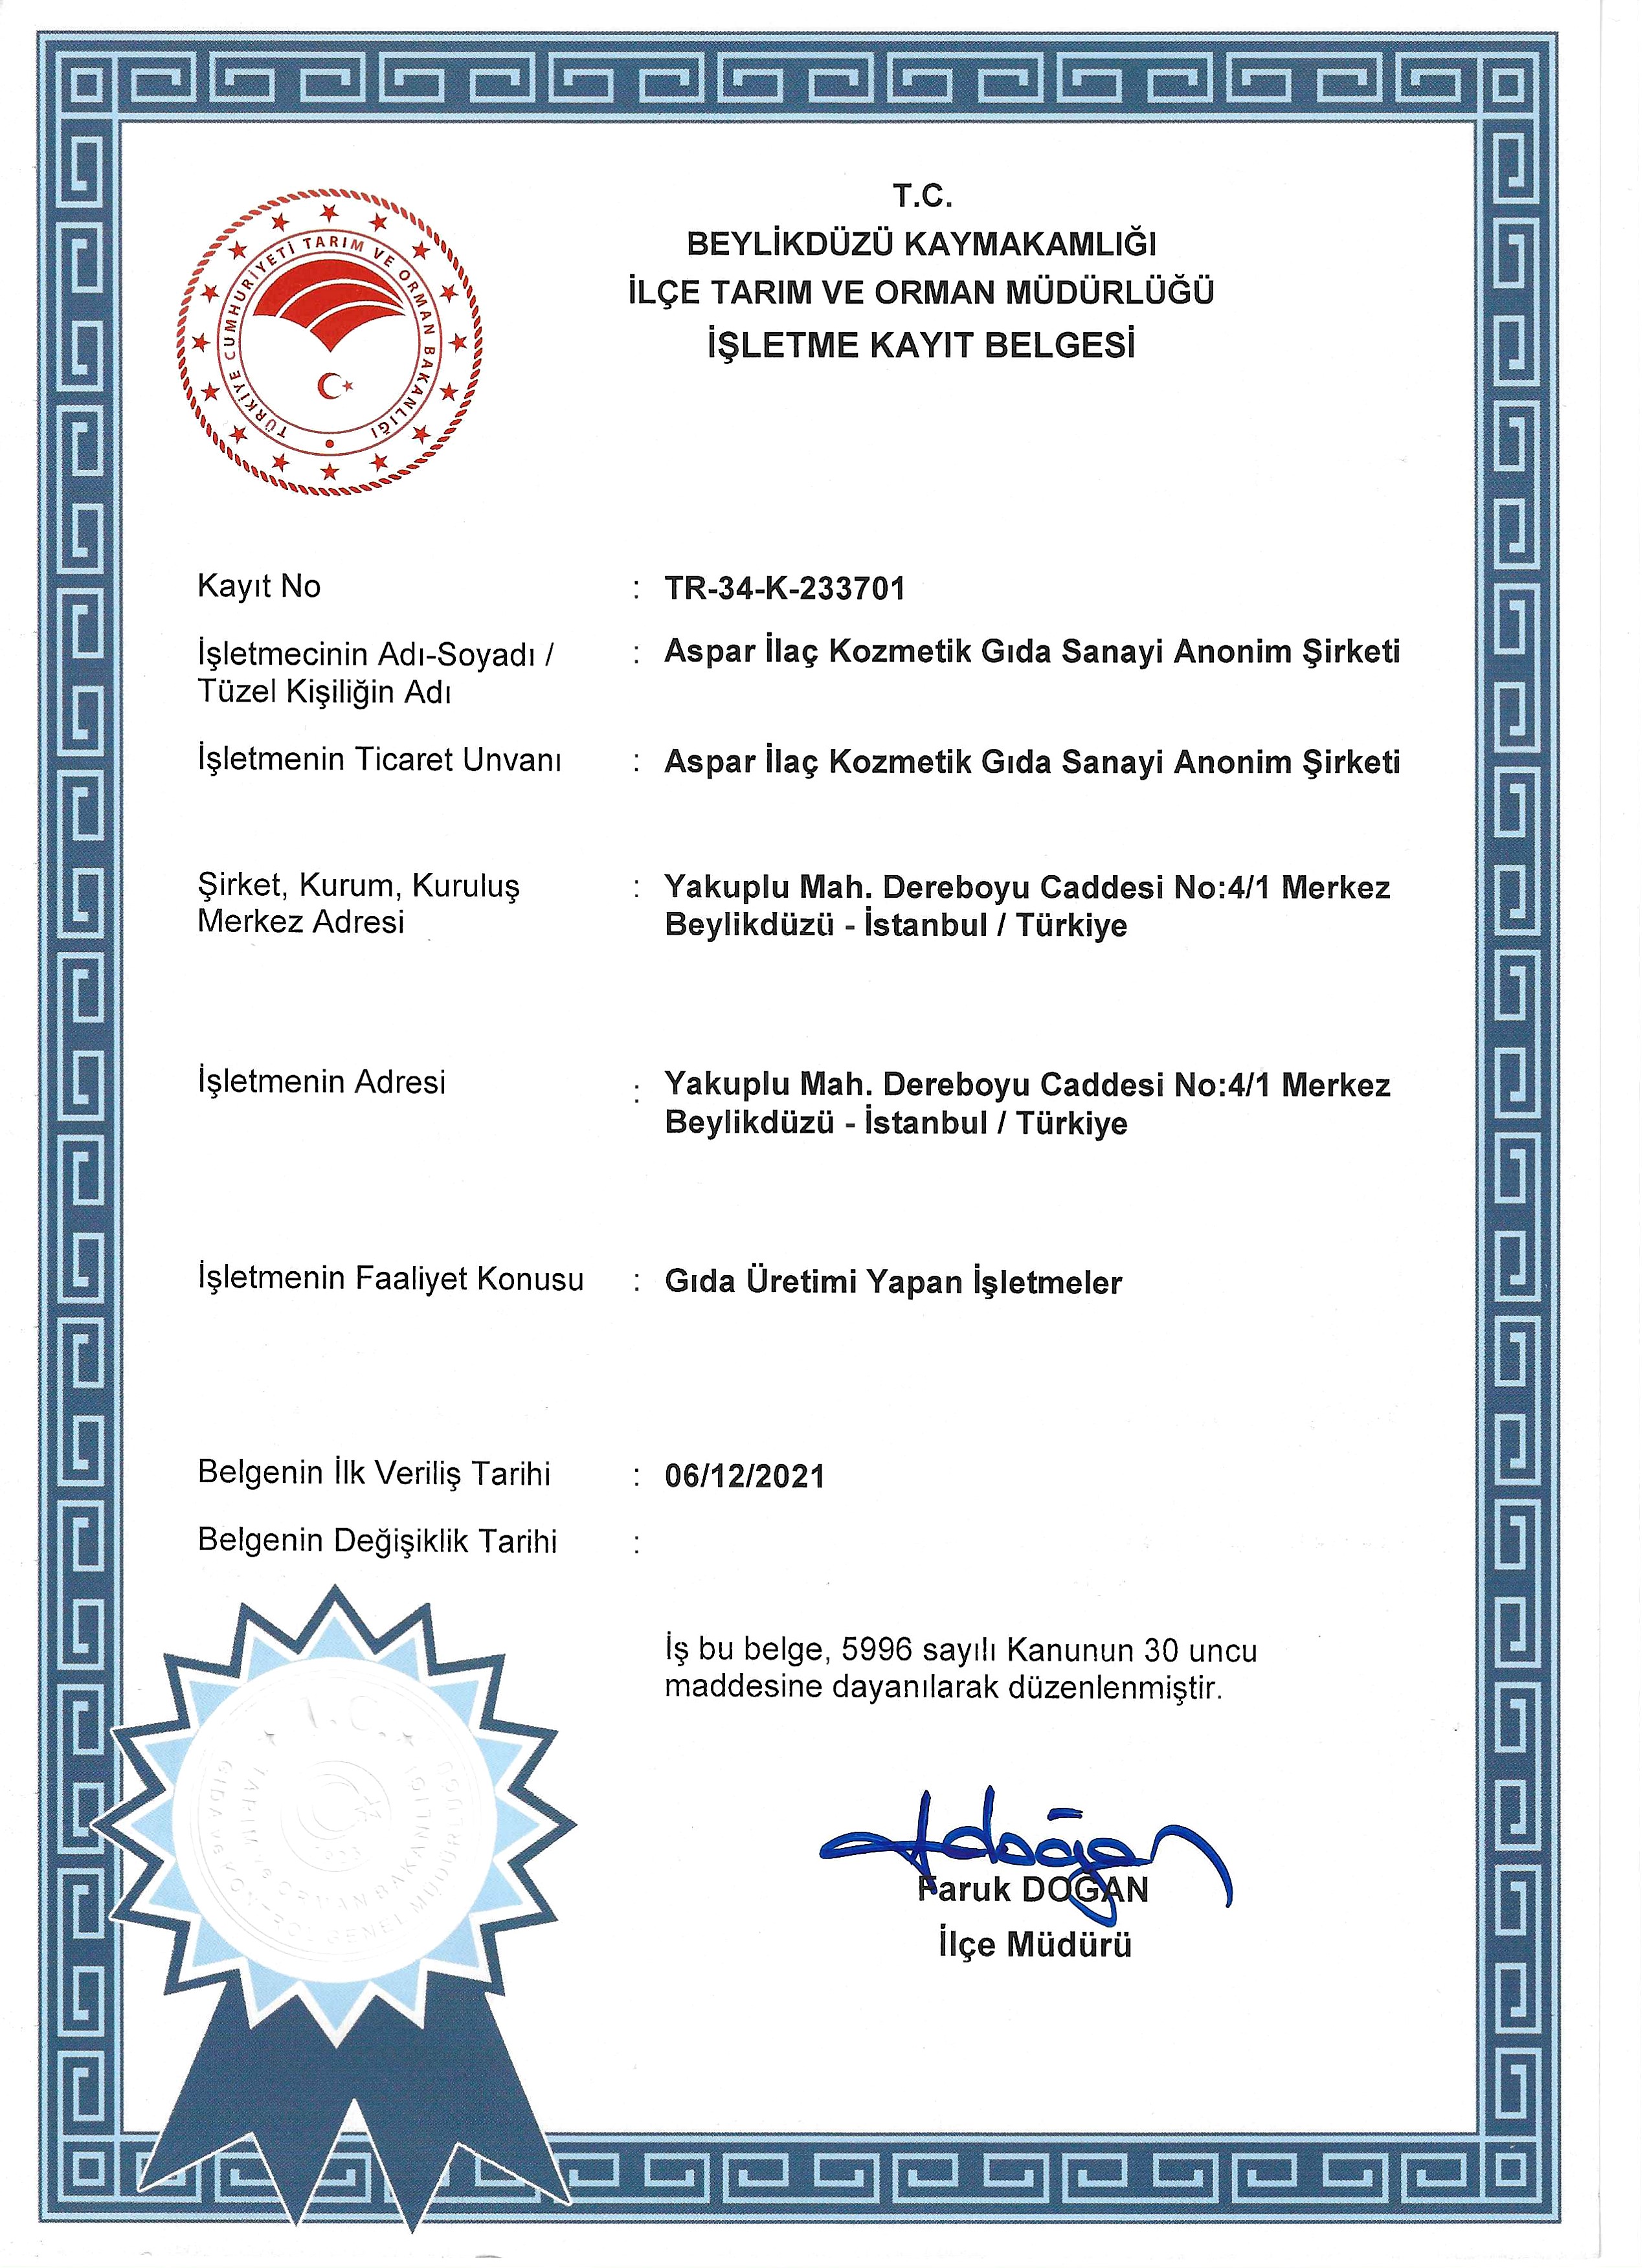 T.C.
BEYLİKDÜZÜ KAYMAKAMLIĞI
İLÇE TARIM VE ORMAN MÜDÜRLÜĞÜ
İŞLETME KAYIT BELGESİ
TÜRKİYE CUMHURİYETİ TARIM VE ORMAN BAKANLIĞI
Kayıt No : TR-34-K-233701
İşletmecinin Adı-Soyadı / : Aspar İlaç Kozmetik Gıda Sanayi Anonim Şirketi
Tüzel Kişiliğin Adı
İşletmenin Ticaret Unvanı : Aspar İlaç Kozmetik Gıda Sanayi Anonim Şirketi
Şirket, Kurum, Kuruluş : Yakuplu Mah. Dereboyu Caddesi No:4/1 Merkez
Merkez Adresi Beylikdüzü - İstanbul / Türkiye
İşletmenin Adresi : Yakuplu Mah. Dereboyu Caddesi No:4/1 Merkez
Beylikdüzü - İstanbul / Türkiye
İşletmenin Faaliyet Konusu : Gıda Üretimi Yapan İşletmeler
Belgenin İlk Veriliş Tarihi : 06/12/2021
Belgenin Değişiklik Tarihi :
İş bu belge, 5996 sayılı Kanunun 30 uncu
maddesine dayanılarak düzenlenmiştir.
T.C.
TARIM ve ORMAN BAKANLIĞI
GIDA ve KONTROL GENEL MÜDÜRLÜĞÜ
Faruk DOĞAN
İlçe Müdürü